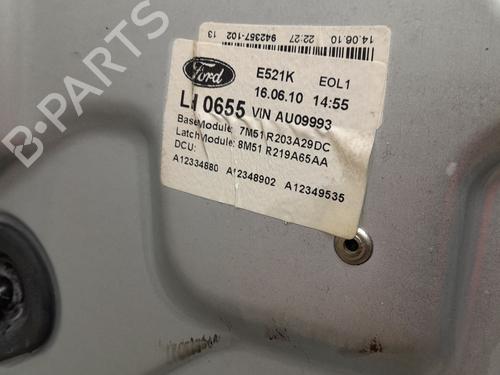 14.06.10 22:27 942357-102 13
Ford E521K EOL1
16.06.10 14:55
0655 VIN AU09993
BaseModule: 7M51 R203A29DC
LatchModule: 8M51 R219A65AA
DCU:
A12334880 A12348902 A12349535
B-PARTS